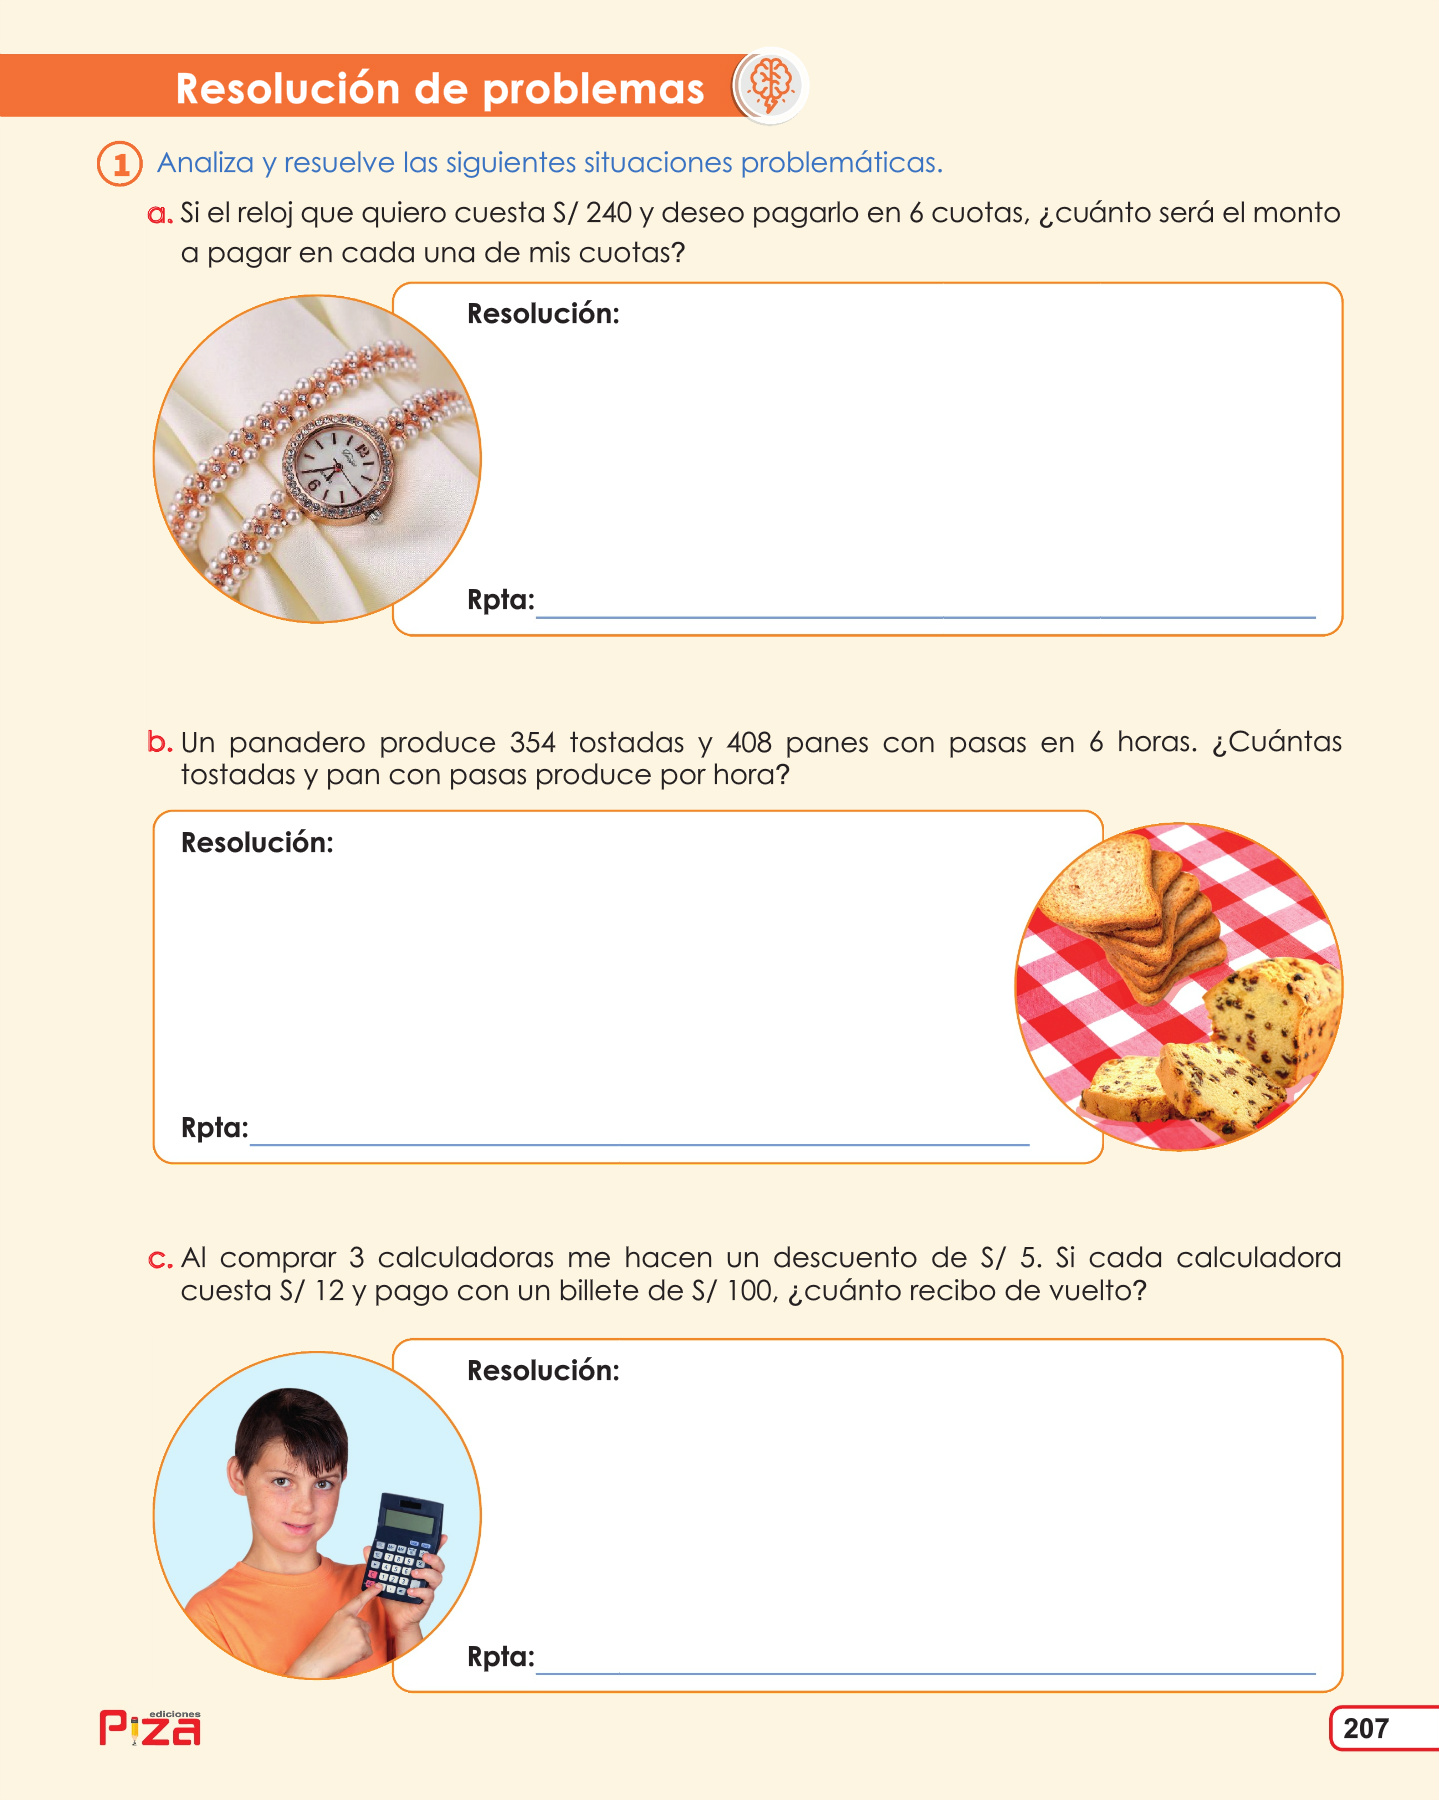 Resolución de problemas
1 Analiza y resuelve las siguientes situaciones problemáticas.
a. Si el reloj que quiero cuesta S/ 240 y deseo pagarlo en 6 cuotas, ¿cuánto será el monto
a pagar en cada una de mis cuotas?
Resolución:
Rpta:
b. Un panadero produce 354 tostadas y 408 panes con pasas en 6 horas. ¿Cuántas
tostadas y pan con pasas produce por hora?
Resolución:
Rpta:
c. Al comprar 3 calculadoras me hacen un descuento de S/ 5. Si cada calculadora
cuesta S/ 12 y pago con un billete de S/ 100, ¿cuánto recibo de vuelto?
Resolución:
Rpta:
ediciones
Piza
207